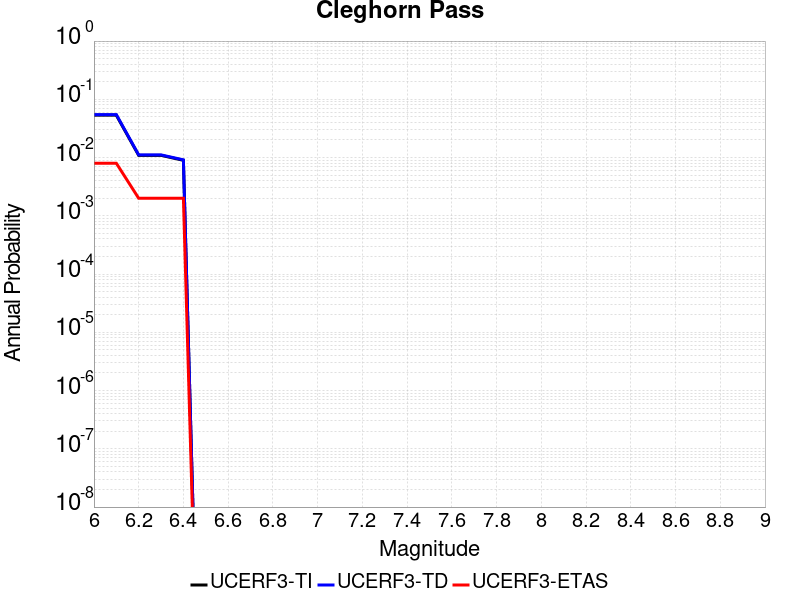 Cleghorn Pass
10^0
10^-1
10^-2
10^-3
10^-4
10^-5
10^-6
10^-7
10^-8
Annual Probability
6 6.2 6.4 6.6 6.8 7 7.2 7.4 7.6 7.8 8 8.2 8.4 8.6 8.8 9
Magnitude
UCERF3-TI UCERF3-TD UCERF3-ETAS